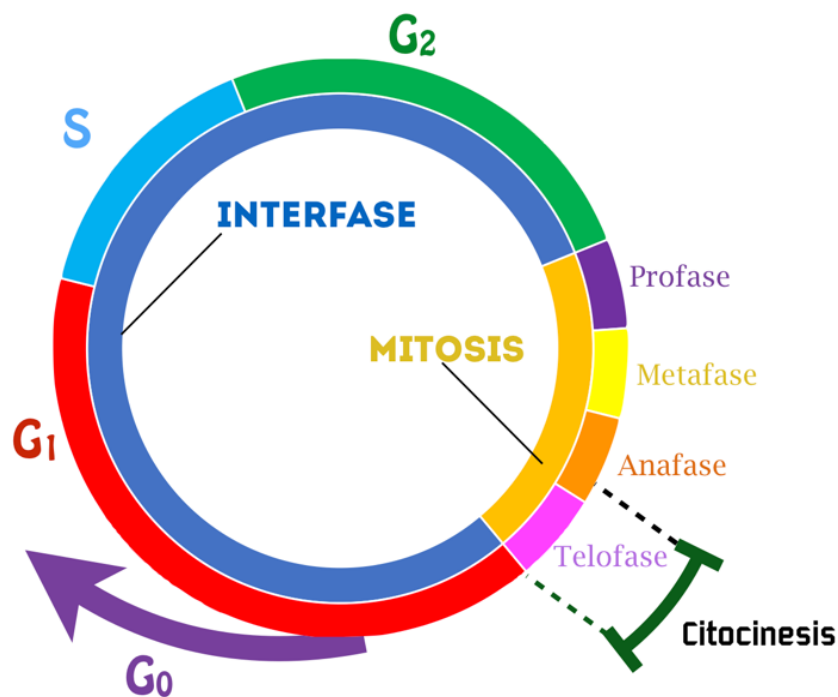 G2
S
INTERFASE
Profase
MITOSIS
Metafase
G1
Anafase
Telofase
Citocinesis
G0